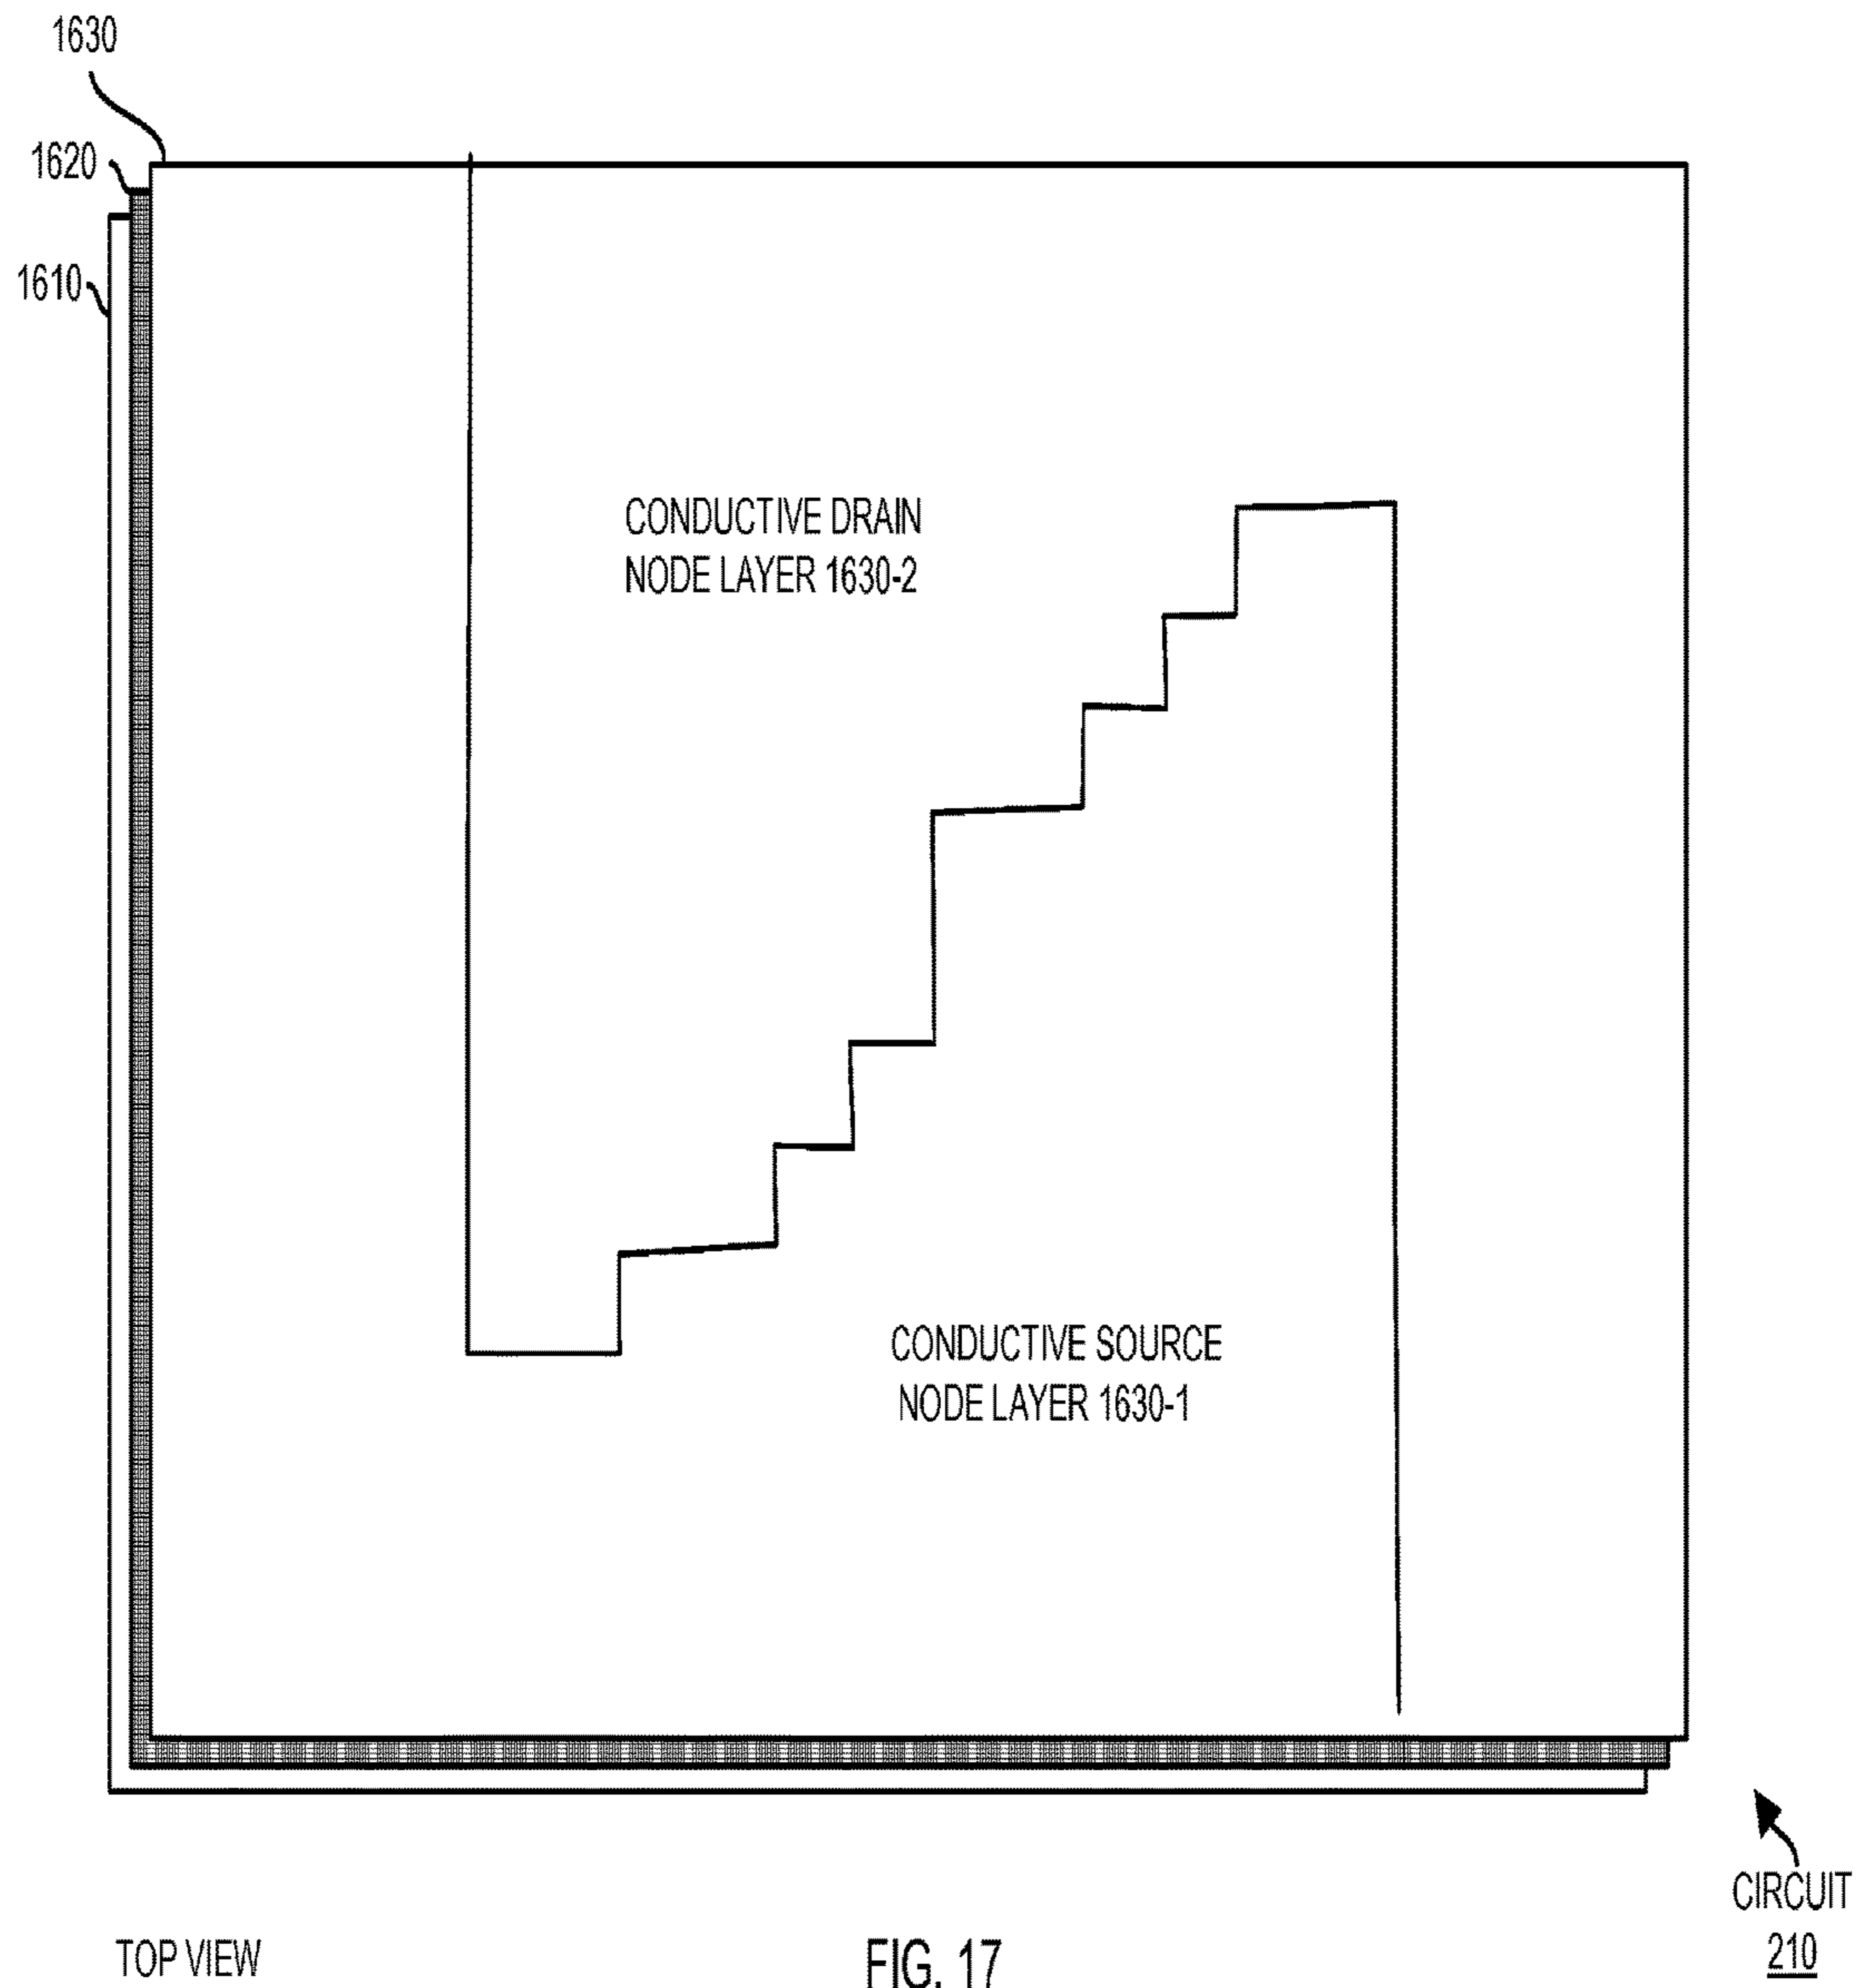 1630
1620
1610
CONDUCTIVE DRAIN
NODE LAYER 1630-2
CONDUCTIVE SOURCE
NODE LAYER 1630-1
CIRCUIT
210
TOP VIEW
FIG. 17